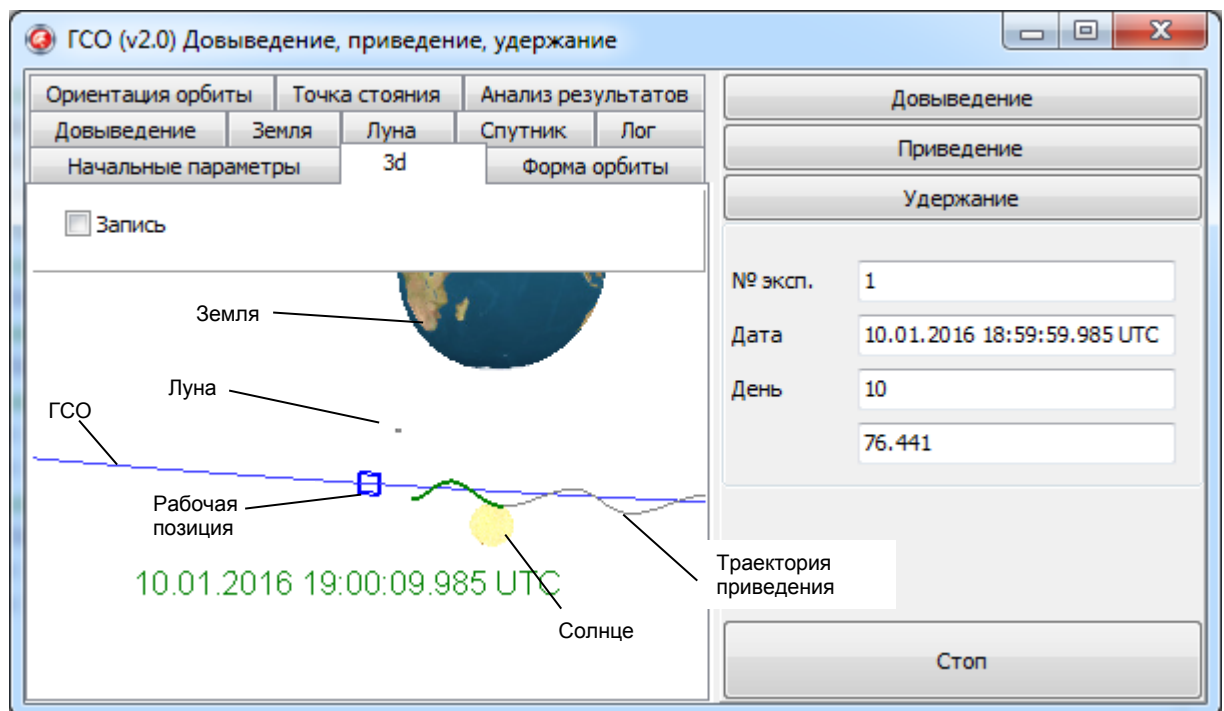 ГСО (v2.0) Довыведение, приведение, удержание
Ориентация орбиты Точка стояния Анализ результатов
Довыведение Земля Луна Спутник Лог
Начальные параметры 3d Форма орбиты
Запись
Земля
Луна
ГСО
Рабочая
позиция
10.01.2016 19:00:09.985 UTC
Солнце
Траектория
приведения
Довыведение
Приведение
Удержание
№ эксп. 1
Дата 10.01.2016 18:59:59.985 UTC
День 10
76.441
Стоп